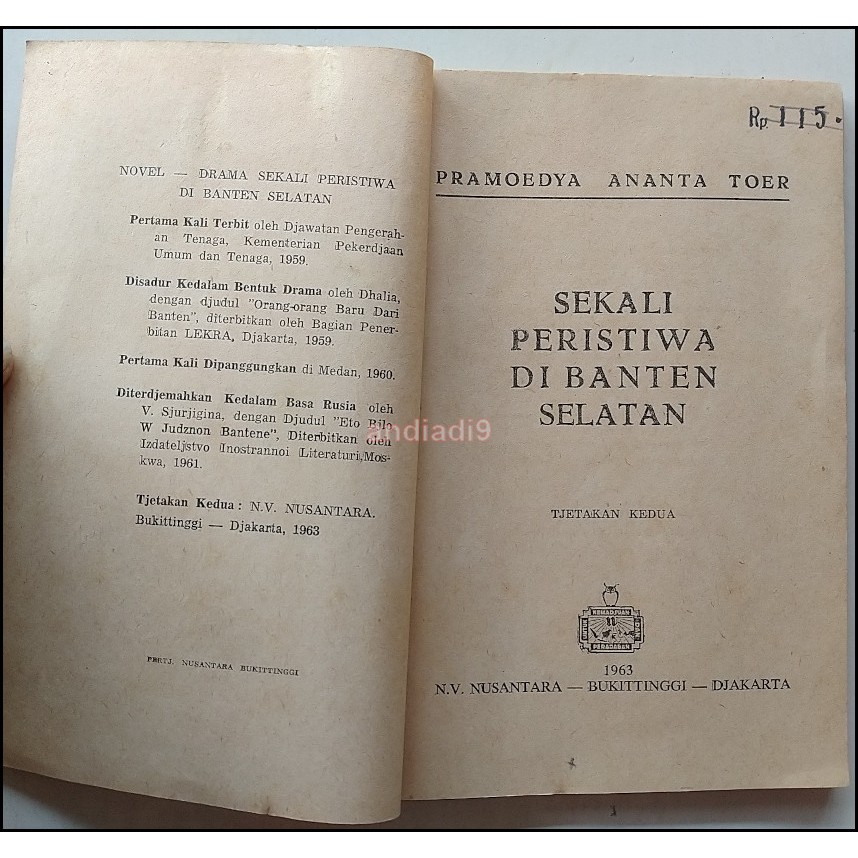 NOVEL — DRAMA SEKALI PERISTIWA
DI BANTEN SELATAN
Pertama Kali Terbit oleh Djawatan Pengerah-
an Tenaga, Kementerian Pekerdjaan
Umum dan Tenaga, 1959.
Disadur Kedalam Bentuk Drama oleh Dhalia,
dengan djudul "Orang-orang Baru Dari
Banten", diterbitkan oleh Bagian Pener-
bitan LEKRA, Djakarta, 1959.
Pertama Kali Dipanggungkan di Medan, 1960.
Diterdjemahkan Kedalam Basa Rusia oleh
V. Sjurjigina, dengan Djudul "Eto Bilo
W Judznon Bantene", Diterbitkan oleh
Izdateljstvo Inostrannoi Literaturi,Mos-
kwa, 1961.
Tjetakan Kedua : N.V. NUSANTARA.
Bukittinggi — Djakarta, 1963
PERTJ. NUSANTARA BUKITTINGGI
Rp. 115.
PRAMOEDYA ANANTA TOER
SEKALI
PERISTIWA
DI BANTEN
SELATAN
TJETAKAN KEDUA
KEMADJUAN
UNTUK
PERADABAN
1963
N.V. NUSANTARA — BUKITTINGGI — DJAKARTA
andiadi9